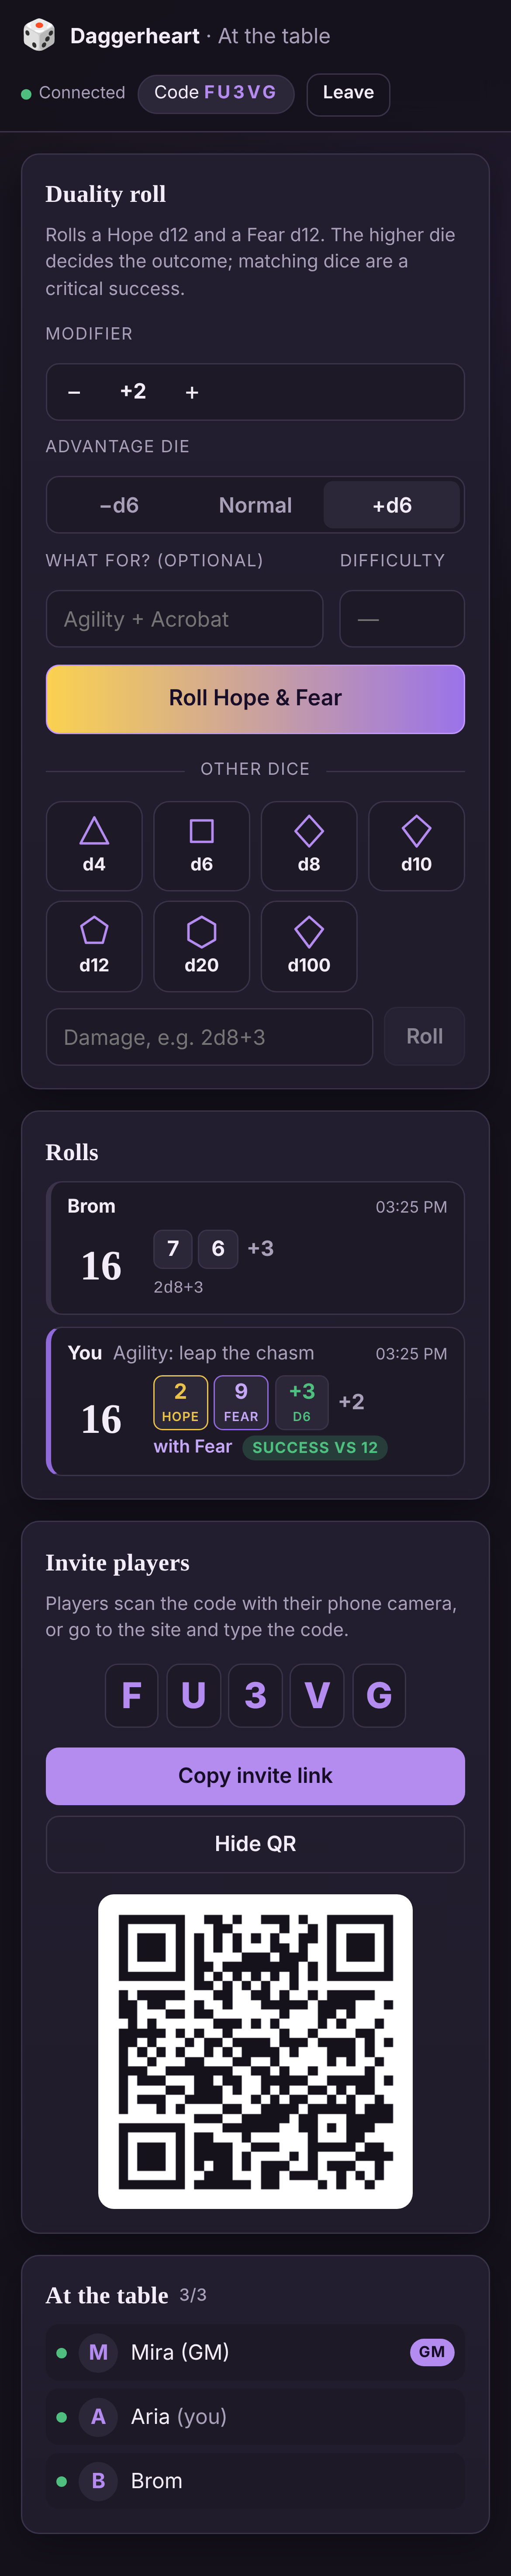 Daggerheart · At the table
Connected
Code FU3VG
Leave
Duality roll
Rolls a Hope d12 and a Fear d12. The higher die
decides the outcome; matching dice are a
critical success.
MODIFIER
− +2 +
ADVANTAGE DIE
−d6 Normal +d6
WHAT FOR? (OPTIONAL) DIFFICULTY
Agility + Acrobat —
Roll Hope & Fear
OTHER DICE
d4 d6 d8 d10
d12 d20 d100
Damage, e.g. 2d8+3 Roll
Rolls
Brom 03:25 PM
16 7 6 +3
2d8+3
You Agility: leap the chasm 03:25 PM
16 2 HOPE 9 FEAR +3 D6 +2
with Fear SUCCESS VS 12
Invite players
Players scan the code with their phone camera,
or go to the site and type the code.
F U 3 V G
Copy invite link
Hide QR
At the table 3/3
M Mira (GM) GM
A Aria (you)
B Brom